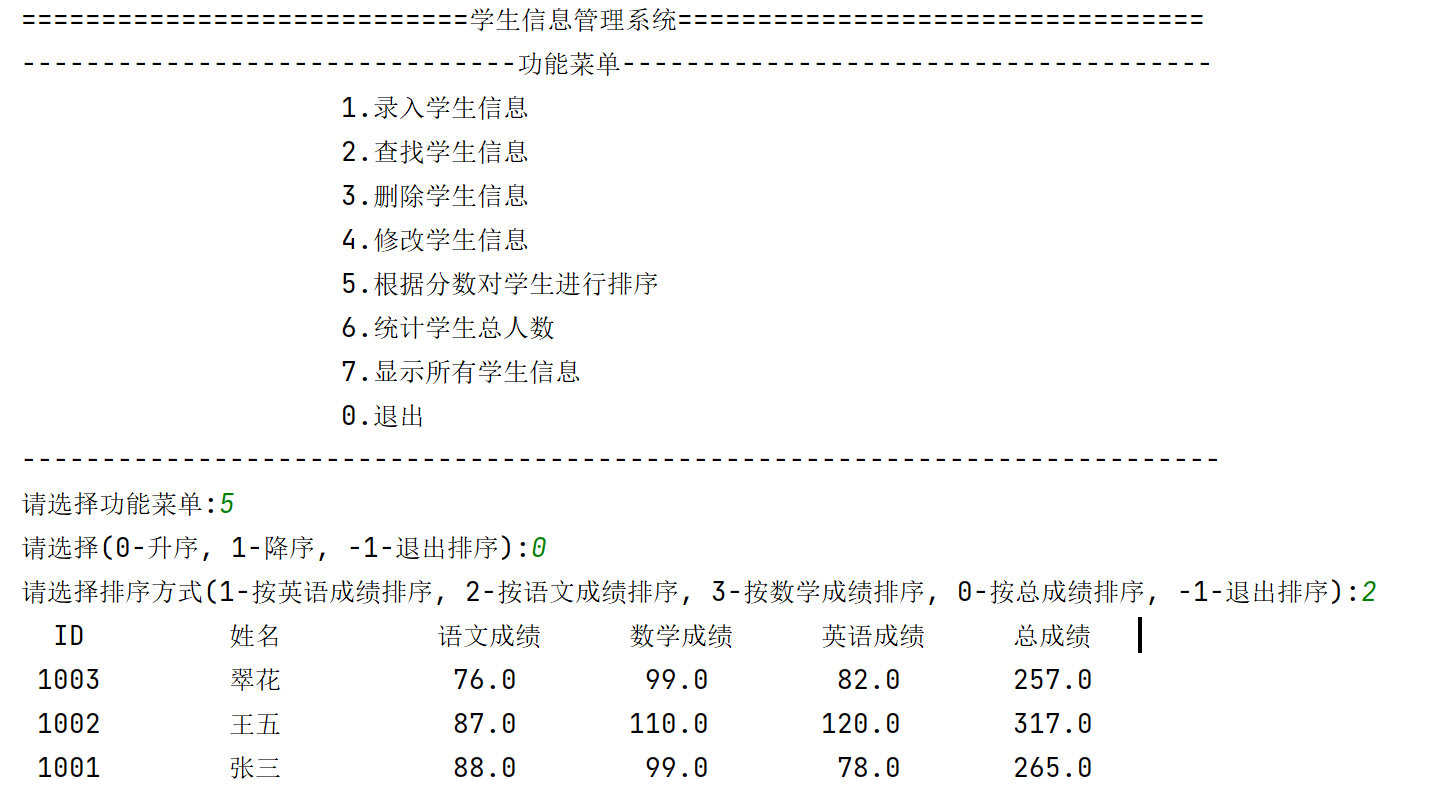 ============================学生信息管理系统=================================
-------------------------------功能菜单-------------------------------------
1.录入学生信息
2.查找学生信息
3.删除学生信息
4.修改学生信息
5.根据分数对学生进行排序
6.统计学生总人数
7.显示所有学生信息
0.退出
---------------------------------------------------------------------------
请选择功能菜单:5
请选择(0-升序, 1-降序, -1-退出排序):0
请选择排序方式(1-按英语成绩排序, 2-按语文成绩排序, 3-按数学成绩排序, 0-按总成绩排序, -1-退出排序):2
ID 姓名 语文成绩 数学成绩 英语成绩 总成绩
1003 翠花 76.0 99.0 82.0 257.0
1002 王五 87.0 110.0 120.0 317.0
1001 张三 88.0 99.0 78.0 265.0